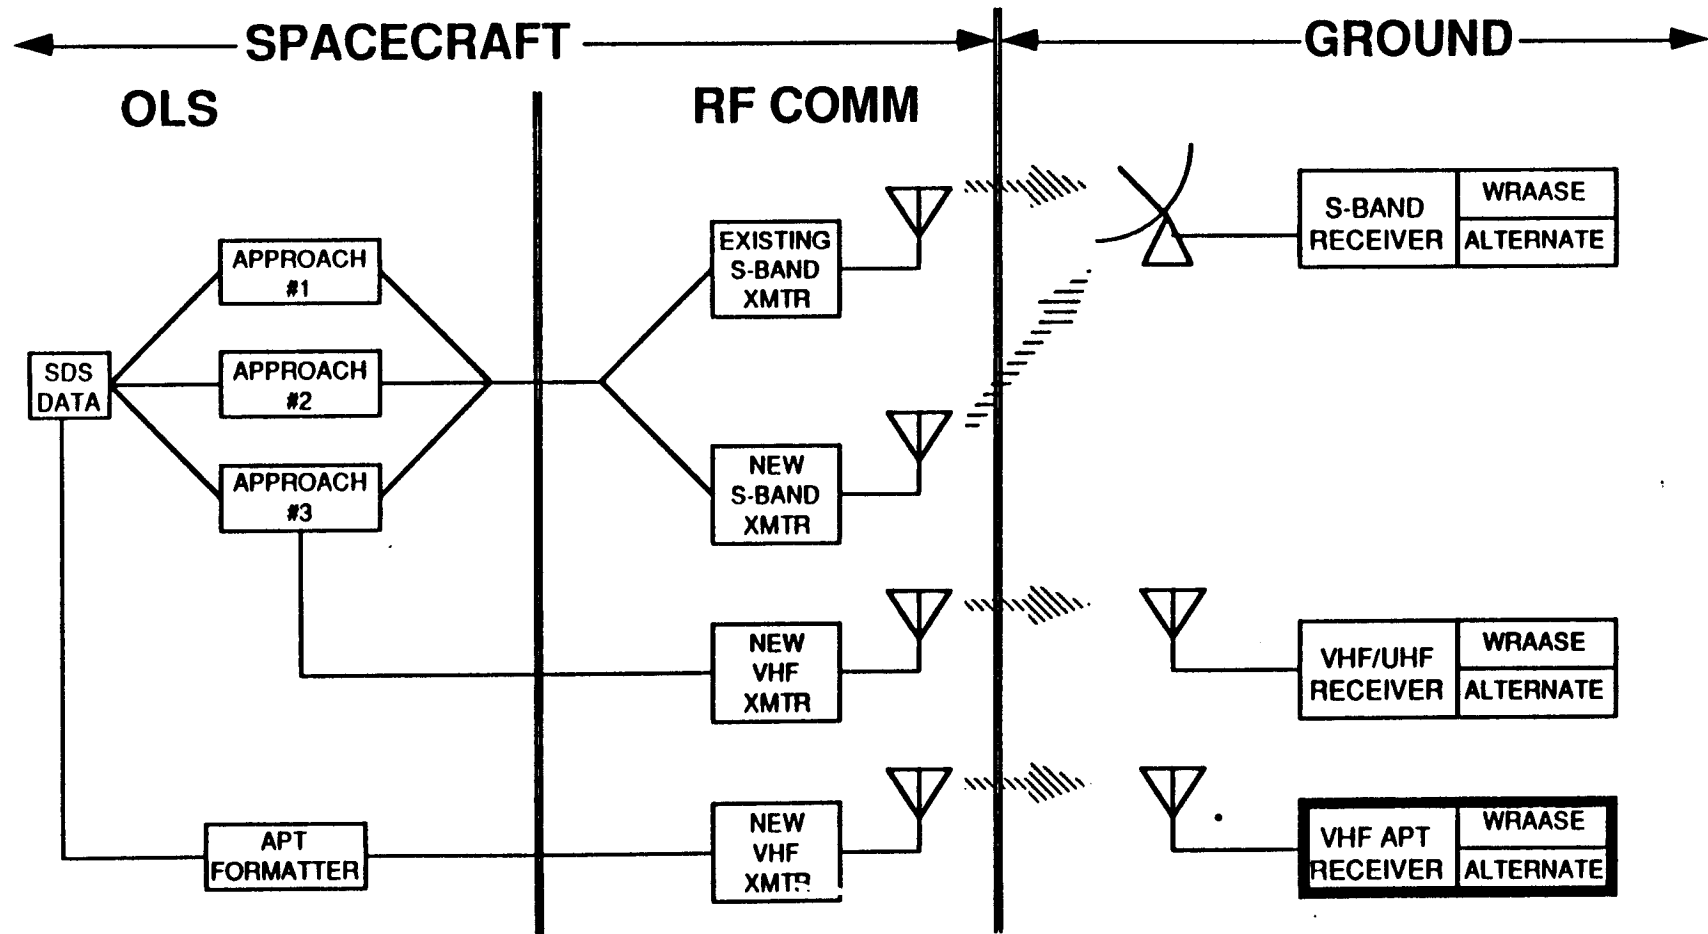 SPACECRAFT
GROUND
OLS
RF COMM
SDS
DATA
APPROACH
#1
APPROACH
#2
APPROACH
#3
APT
FORMATTER
EXISTING
S-BAND
XMTR
NEW
S-BAND
XMTR
NEW
VHF
XMTR
NEW
VHF
XMTR
S-BAND
RECEIVER
WRAASE
ALTERNATE
VHF/UHF
RECEIVER
WRAASE
ALTERNATE
VHF APT
RECEIVER
WRAASE
ALTERNATE